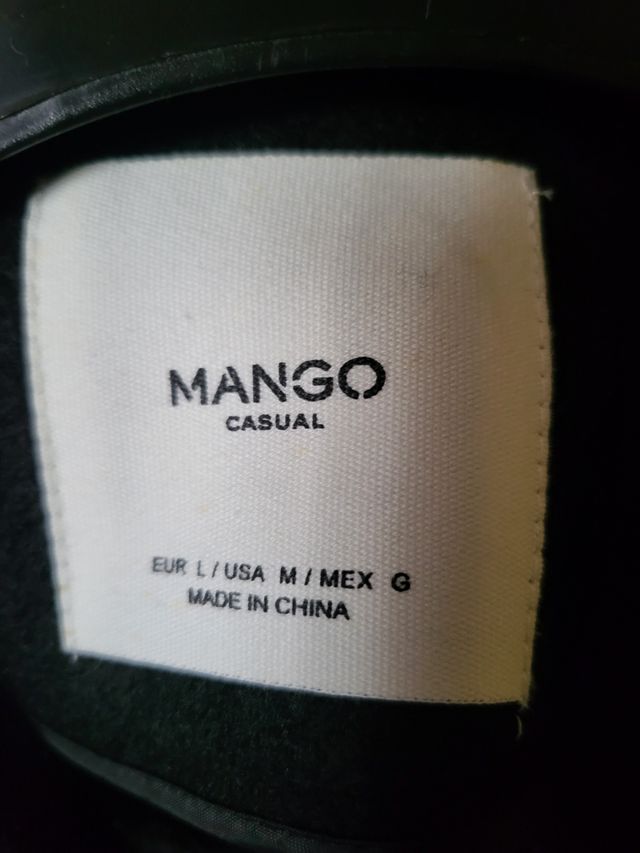 MANGO
CASUAL
EUR L / USA M / MEX G
MADE IN CHINA